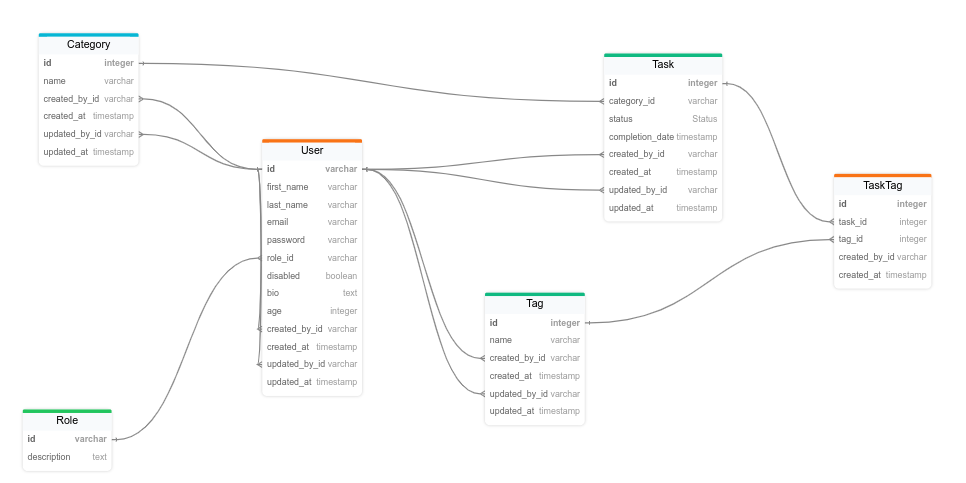 Category
id integer
name varchar
created_by_id varchar
created_at timestamp
updated_by_id varchar
updated_at timestamp
User
id varchar
first_name varchar
last_name varchar
email varchar
password varchar
role_id varchar
disabled boolean
bio text
age integer
created_by_id varchar
created_at timestamp
updated_by_id varchar
updated_at timestamp
Role
id varchar
description text
Task
id integer
category_id varchar
status Status
completion_date timestamp
created_by_id varchar
created_at timestamp
updated_by_id varchar
updated_at timestamp
Tag
id integer
name varchar
created_by_id varchar
created_at timestamp
updated_by_id varchar
updated_at timestamp
TaskTag
id integer
task_id integer
tag_id integer
created_by_id varchar
created_at timestamp